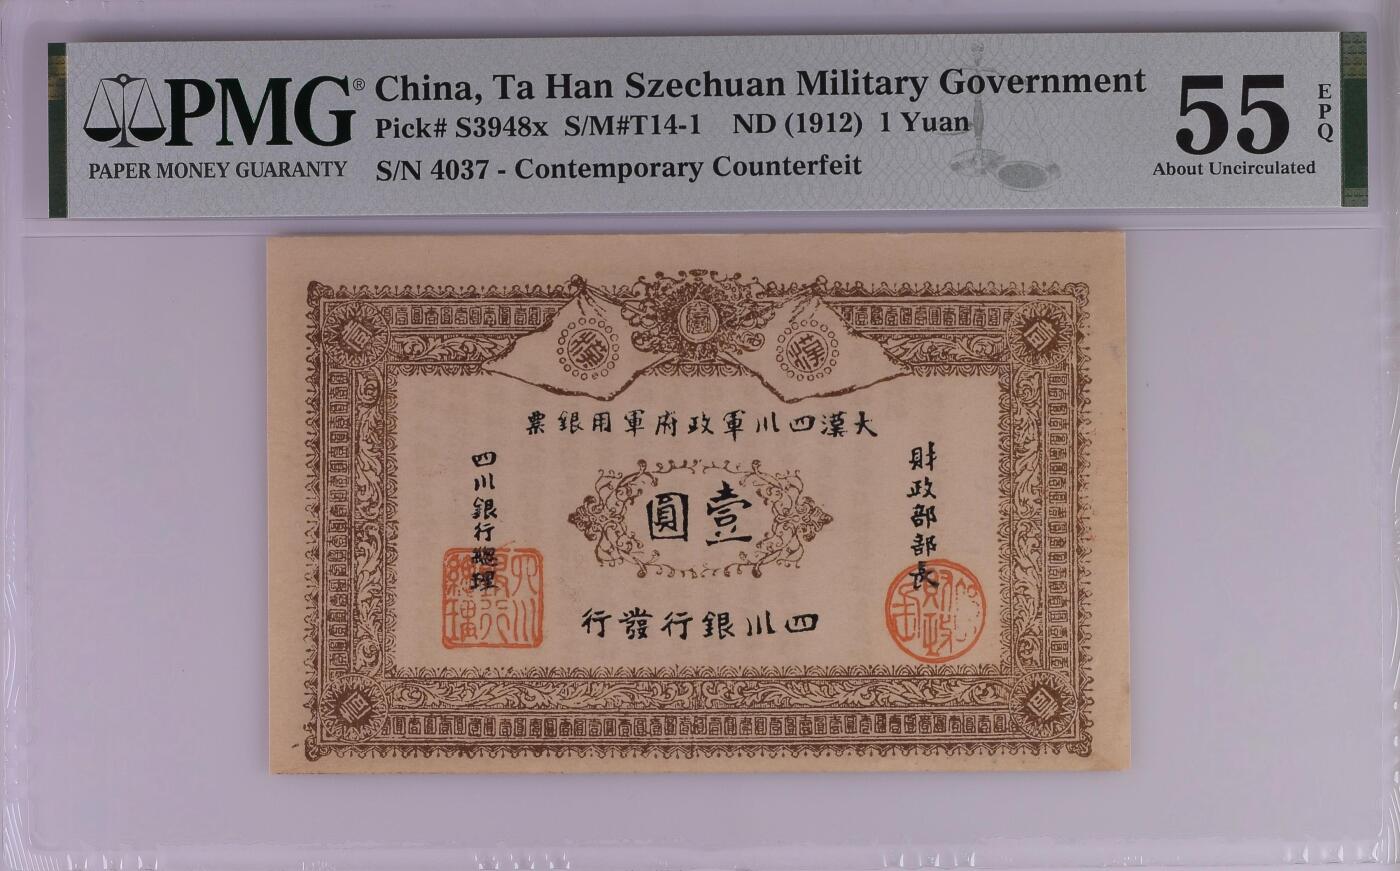 PMG®
PAPER MONEY GUARANTY
China, Ta Han Szechuan Military Government
Pick# S3948x S/M#T14-1 ND (1912) 1 Yuan
S/N 4037 - Contemporary Counterfeit
55
EPQ
About Uncirculated
大漢四川軍政府軍用銀票
財政部部長
壹圓
四川銀行總理
四川銀行發行